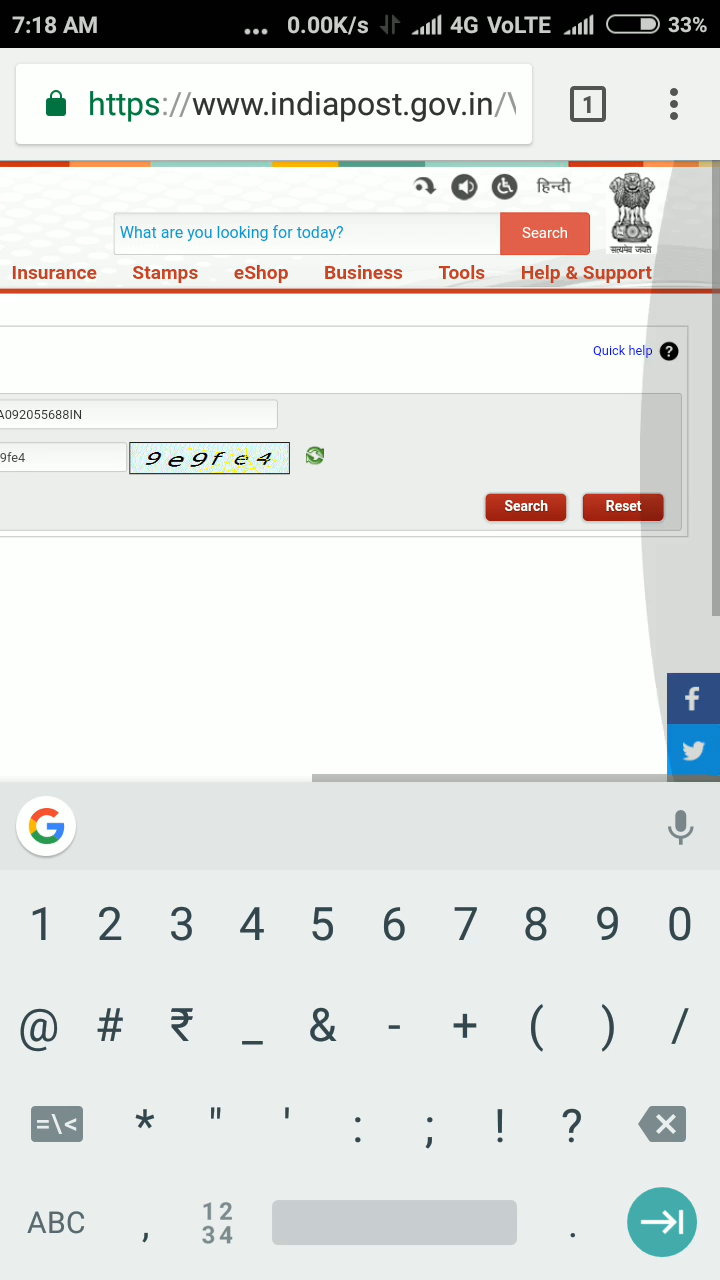 7:18 AM ... 0.00K/s 4G VoLTE 33%
https://www.indiapost.gov.in/V 1
हिन्दी
What are you looking for today? Search
सत्यमेव जयते
Insurance Stamps eShop Business Tools Help & Support
Quick help ?
A092055688IN
9fe4 9e9fe4
Search Reset
f
G
1 2 3 4 5 6 7 8 9 0
@ # ₹ _ & - + ( ) /
=\< * " ' : ; ! ?
ABC , 12 34 .